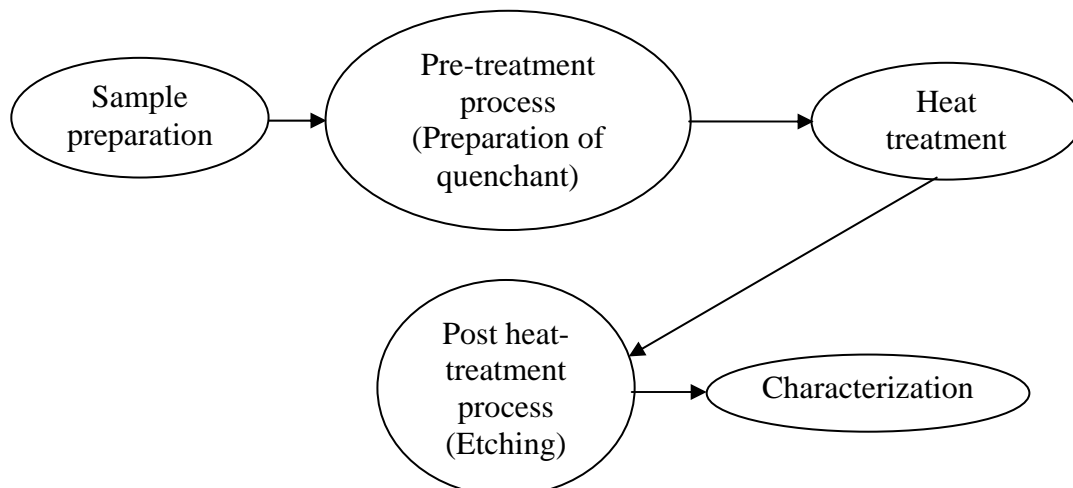 Sample
preparation
Pre-treatment
process
(Preparation of
quenchant)
Heat
treatment
Post heat-
treatment
process
(Etching)
Characterization